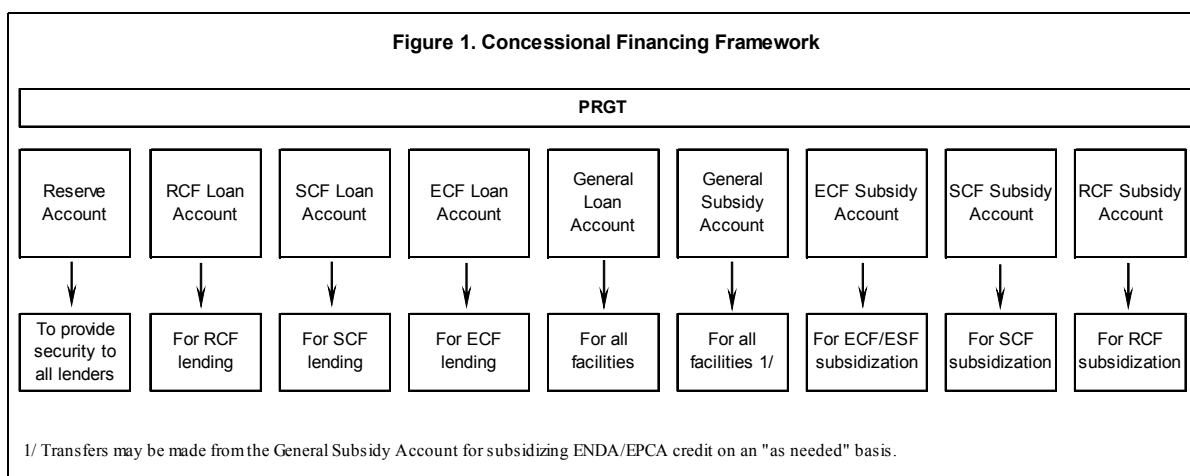 Figure 1. Concessional Financing Framework
PRGT
Reserve
Account
RCF Loan
Account
SCF Loan
Account
ECF Loan
Account
General
Loan
Account
General
Subsidy
Account
ECF Subsidy
Account
SCF Subsidy
Account
RCF Subsidy
Account
To provide
security to
all lenders
For RCF
lending
For SCF
lending
For ECF
lending
For all
facilities
For all
facilities 1/
For ECF/ESF
subsidization
For SCF
subsidization
For RCF
subsidization
1/ Transfers may be made from the General Subsidy Account for subsidizing ENDA/EPCA credit on an "as needed" basis.